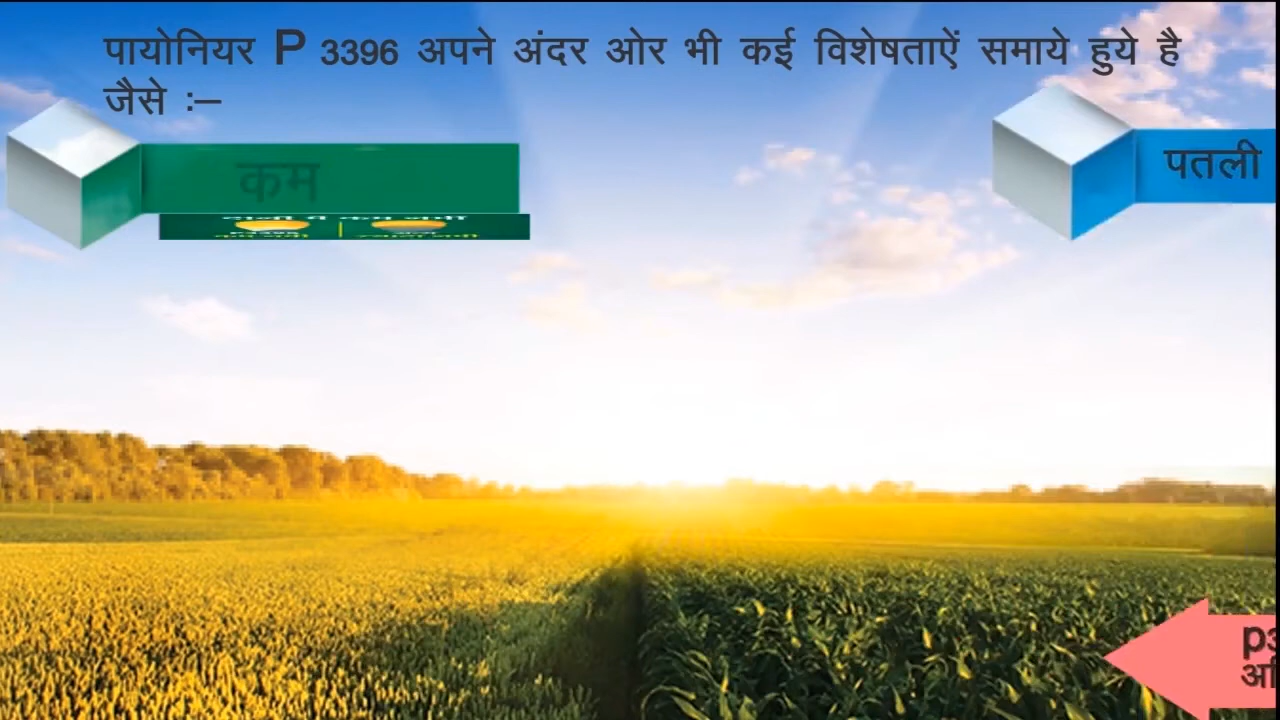 पायोनियर P 3396 अपने अंदर ओर भी कई विशेषताऐं समाये हुये है
जैसे :–
कम
पतली